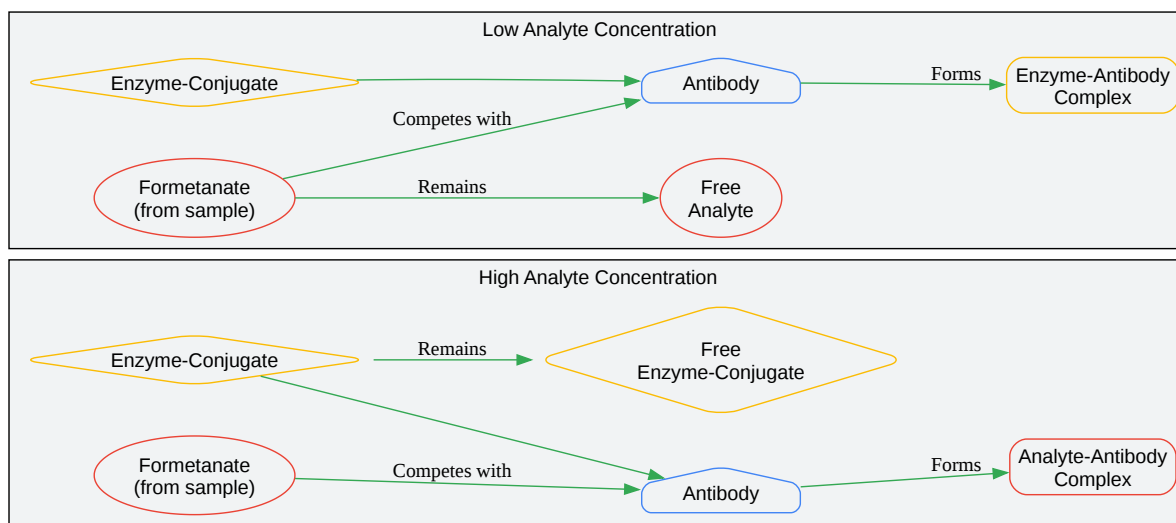 Low Analyte Concentration
Enzyme-Conjugate
Antibody
Forms
Enzyme-Antibody
Complex
Competes with
Formetanate
(from sample)
Remains
Free
Analyte
High Analyte Concentration
Enzyme-Conjugate
Remains
Free
Enzyme-Conjugate
Formetanate
(from sample)
Competes with
Antibody
Forms
Analyte-Antibody
Complex